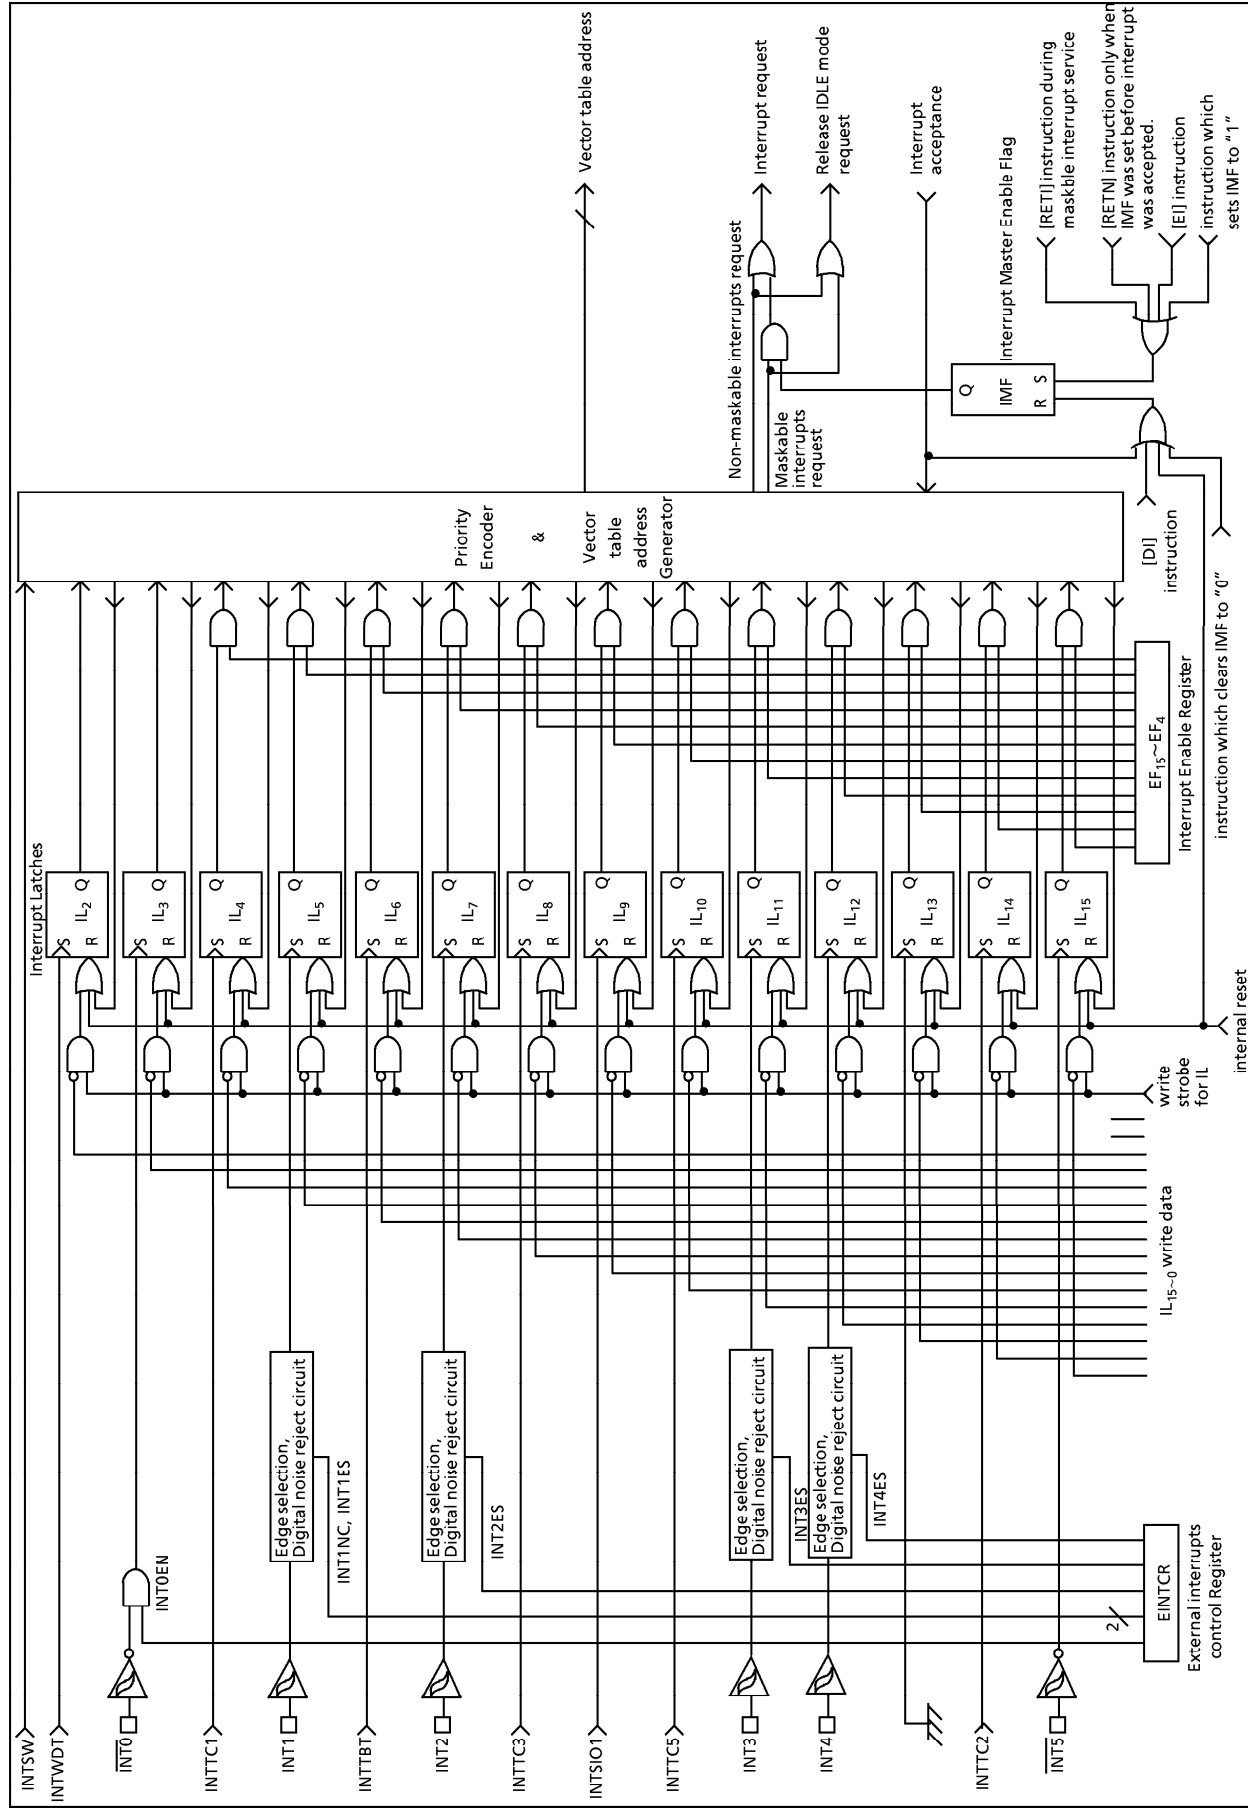 INTSW
INTWDT
INT0
INTTC1
INT1
INTTBT
INT2
INTTC3
INTSIO1
INTTC5
INT3
INT4
INTTC2
INT5
INT0EN
Edge selection,
Digital noise reject circuit
INT1NC, INT1ES
Edge selection,
Digital noise reject circuit
INT2ES
Edge selection,
Digital noise reject circuit
INT3ES
Edge selection,
Digital noise reject circuit
INT4ES
2
EINTCR
External interrupts
control Register
IL15~0 write data
write
strobe
for IL
internal reset
Interrupt Latches
S R IL2 Q
S R IL3 Q
S R IL4 Q
S R IL5 Q
S R IL6 Q
S R IL7 Q
S R IL8 Q
S R IL9 Q
S R IL10 Q
S R IL11 Q
S R IL12 Q
S R IL13 Q
S R IL14 Q
S R IL15 Q
EF15~EF4
Interrupt Enable Register
instruction which clears IMF to "0"
[DI]
instruction
Priority
Encoder
&
Vector
table
address
Generator
Vector table address
Non-maskable interrupts request
Maskable
interrupts
request
Interrupt request
Release IDLE mode
request
Interrupt
acceptance
Q
IMF
R S
Interrupt Master Enable Flag
[RETI] instruction during
maskble interrupt service
[RETN] instruction only when
IMF was set before interrupt
was accepted.
[EI] instruction
instruction which
sets IMF to "1"